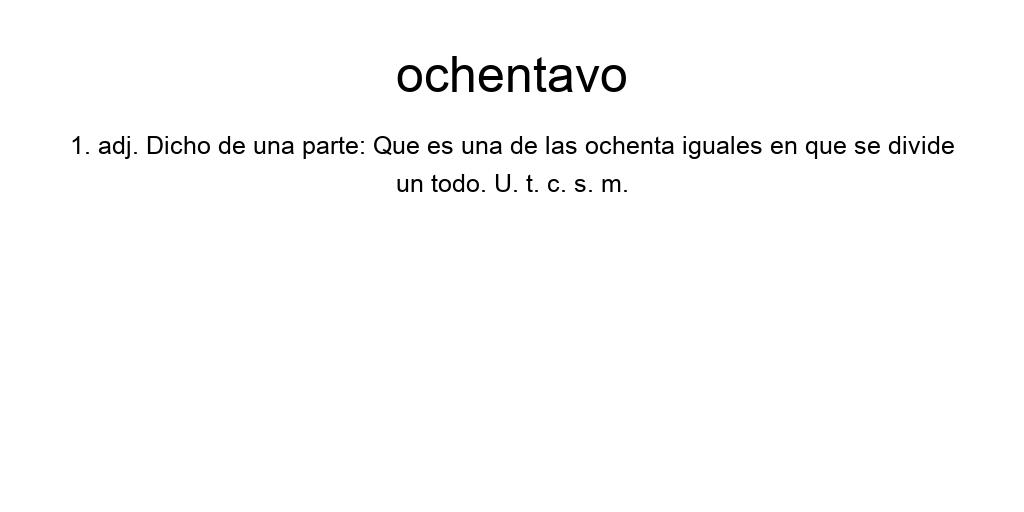 ochentavo
1. adj. Dicho de una parte: Que es una de las ochenta iguales en que se divide
un todo. U. t. c. s. m.